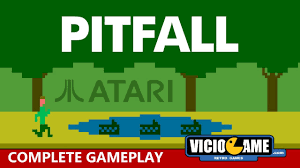 PITFALL
ATARI
COMPLETE GAMEPLAY
VICIOGAME
RETRO GAMES